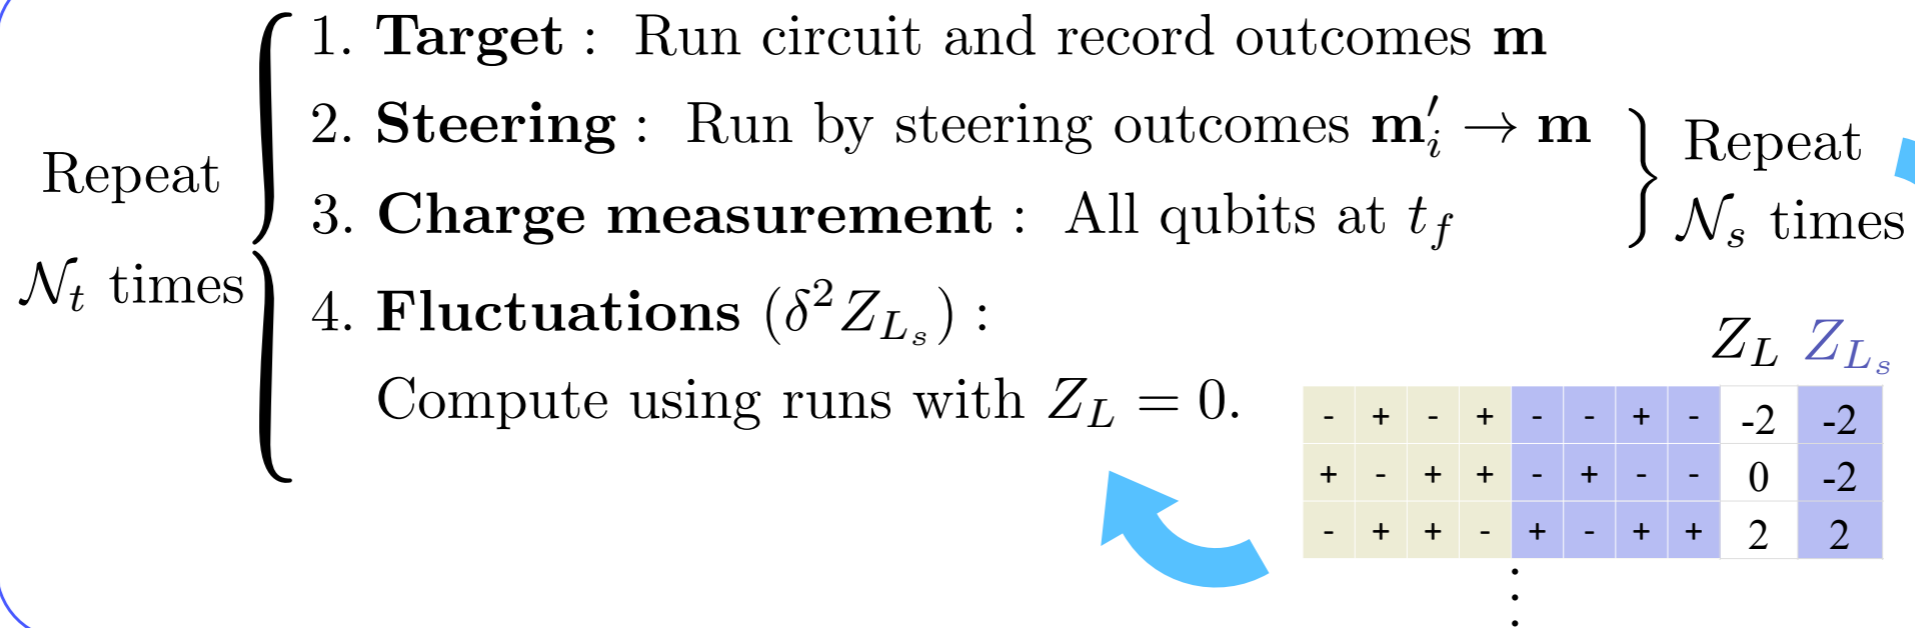 Repeat
𝒩ₜ times
1. Target : Run circuit and record outcomes m
2. Steering : Run by steering outcomes m′ᵢ → m
3. Charge measurement : All qubits at t_f
Repeat
𝒩ₛ times
4. Fluctuations (δ²Z_{L_s}) :
Compute using runs with Z_L = 0.
Z_L Z_{L_s}
- + - + - - + - -2 -2
+ - + + - + - - 0 -2
- + + - + - + + 2 2
⋮